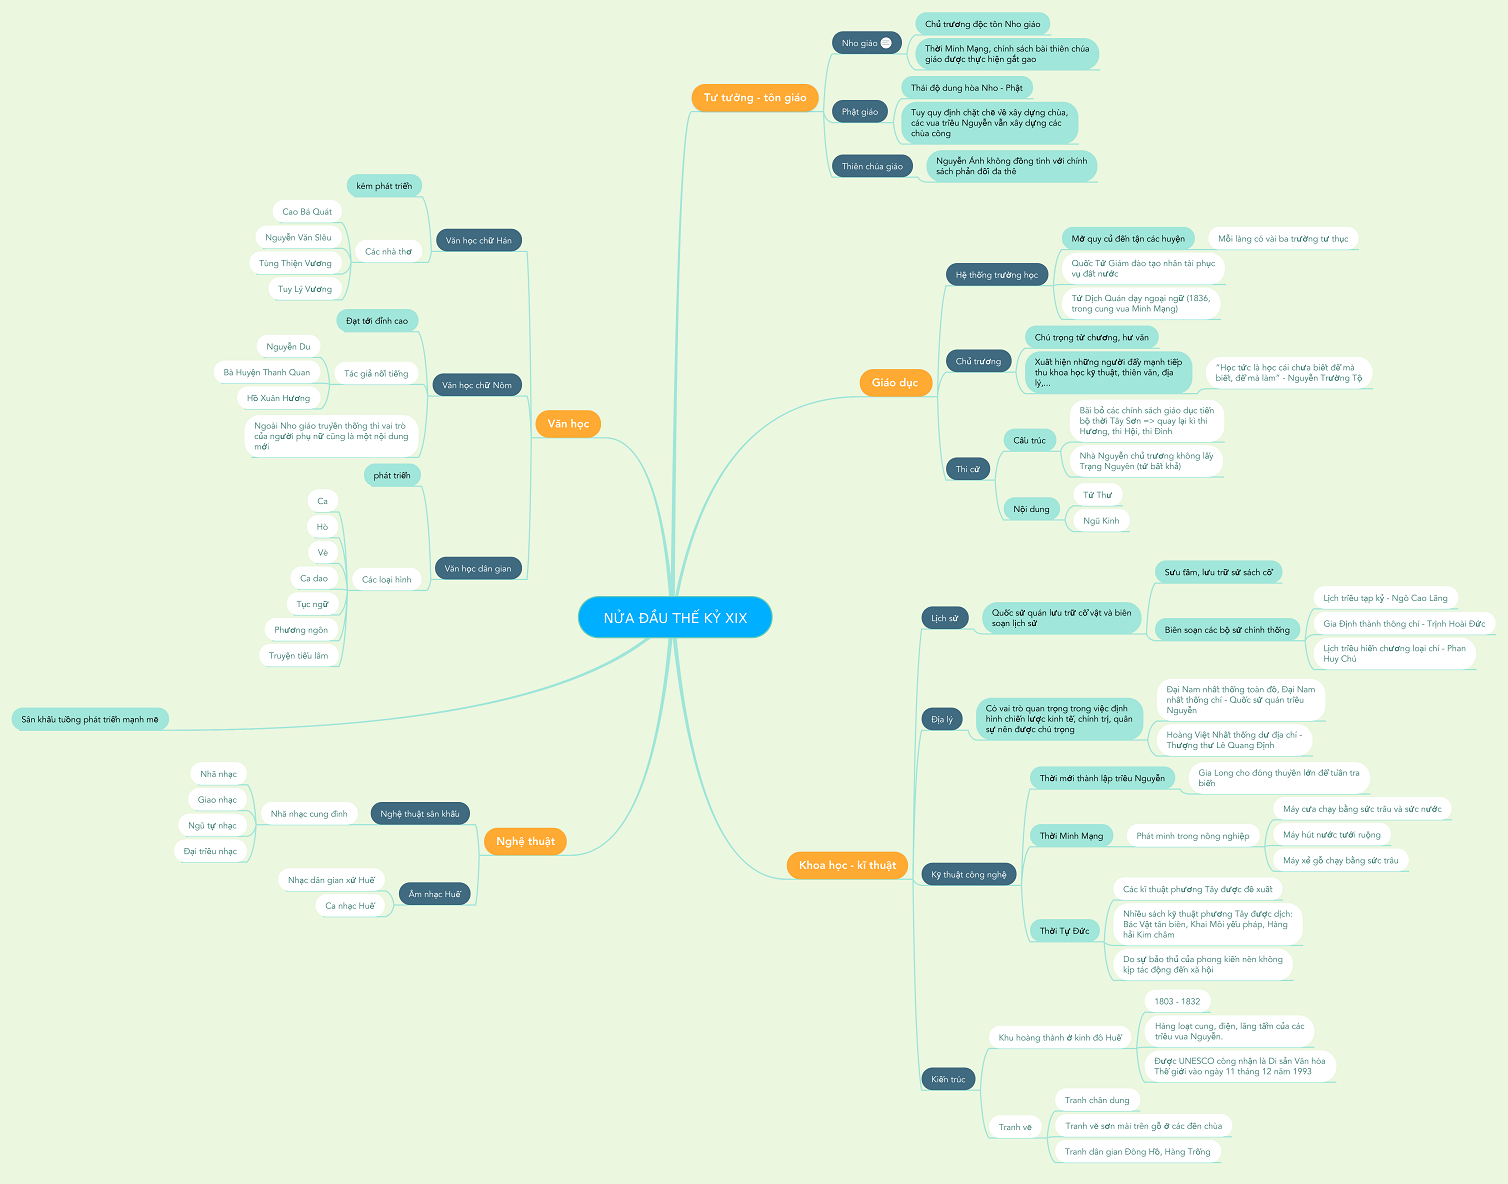 NỬA ĐẦU THẾ KỶ XIX
Tư tưởng - tôn giáo
Nho giáo
Chủ trương độc tôn Nho giáo
Thời Minh Mạng, chính sách bài thiên chúa
giáo được thực hiện gắt gao
Phật giáo
Thái độ dung hòa Nho - Phật
Tuy quy định chặt chẽ về xây dựng chùa,
các vua triều Nguyễn vẫn xây dựng các
chùa công
Thiên chúa giáo
Nguyễn Ánh không đồng tình với chính
sách phản đối đa thê
Giáo dục
Hệ thống trường học
Mở quy củ đến tận các huyện
Mỗi làng có vài ba trường tư thục
Quốc Tử Giám đào tạo nhân tài phục
vụ đất nước
Tứ Dịch Quán dạy ngoại ngữ (1836,
trong cung vua Minh Mạng)
Chủ trương
Chú trọng từ chương, hư văn
Xuất hiện những người đẩy mạnh tiếp
thu khoa học kỹ thuật, thiên văn, địa
lý,...
"Học tức là học cái chưa biết để mà
biết, để mà làm" - Nguyễn Trường Tộ
Thi cử
Cấu trúc
Bãi bỏ các chính sách giáo dục tiến
bộ thời Tây Sơn => quay lại kì thi
Hương, thi Hội, thi Đình
Nhà Nguyễn chủ trương không lấy
Trạng Nguyên (tứ bất khả)
Nội dung
Tứ Thư
Ngũ Kinh
Khoa học - kĩ thuật
Lịch sử
Quốc sử quán lưu trữ cổ vật và biên
soạn lịch sử
Sưu tầm, lưu trữ sử sách cổ
Biên soạn các bộ sử chính thống
Lịch triều tạp kỷ - Ngô Cao Lãng
Gia Định thành thông chí - Trịnh Hoài Đức
Lịch triều hiến chương loại chí - Phan
Huy Chú
Địa lý
Có vai trò quan trọng trong việc định
hình chiến lược kinh tế, chính trị, quân
sự nên được chú trọng
Đại Nam nhất thống toàn đồ, Đại Nam
nhất thống chí - Quốc sử quán triều
Nguyễn
Hoàng Việt Nhất thống dư địa chí -
Thượng thư Lê Quang Định
Kỹ thuật công nghệ
Thời mới thành lập triều Nguyễn
Gia Long cho đóng thuyền lớn để tuần tra
biển
Thời Minh Mạng
Phát minh trong nông nghiệp
Máy cưa chạy bằng sức trâu và sức nước
Máy hút nước tưới ruộng
Máy xẻ gỗ chạy bằng sức trâu
Thời Tự Đức
Các kĩ thuật phương Tây được đề xuất
Nhiều sách kỹ thuật phương Tây được dịch:
Bác Vật tân biên, Khai Môi yếu pháp, Hàng
hải Kim châm
Do sự bảo thủ của phong kiến nên không
kịp tác động đến xã hội
Kiến trúc
Khu hoàng thành ở kinh đô Huế
1803 - 1832
Hàng loạt cung, điện, lăng tẩm của các
triều vua Nguyễn.
Được UNESCO công nhận là Di sản Văn hóa
Thế giới vào ngày 11 tháng 12 năm 1993
Tranh vẽ
Tranh chân dung
Tranh vẽ sơn mài trên gỗ ở các đền chùa
Tranh dân gian Đông Hồ, Hàng Trống
Văn học
Văn học chữ Hán
kém phát triển
Các nhà thơ
Cao Bá Quát
Nguyễn Văn SIêu
Tùng Thiện Vương
Tuy Lý Vương
Văn học chữ Nôm
Đạt tới đỉnh cao
Tác giả nổi tiếng
Nguyễn Du
Bà Huyện Thanh Quan
Hồ Xuân Hương
Ngoài Nho giáo truyền thống thì vai trò
của người phụ nữ cũng là một nội dung
mới
Văn học dân gian
phát triển
Các loại hình
Ca
Hò
Vè
Ca dao
Tục ngữ
Phương ngôn
Truyện tiếu lâm
Sân khấu tuồng phát triển mạnh mẽ
Nghệ thuật
Nghệ thuật sân khấu
Nhã nhạc cung đình
Nhã nhạc
Giao nhạc
Ngũ tự nhạc
Đại triều nhạc
Âm nhạc Huế
Nhạc dân gian xứ Huế
Ca nhạc Huế